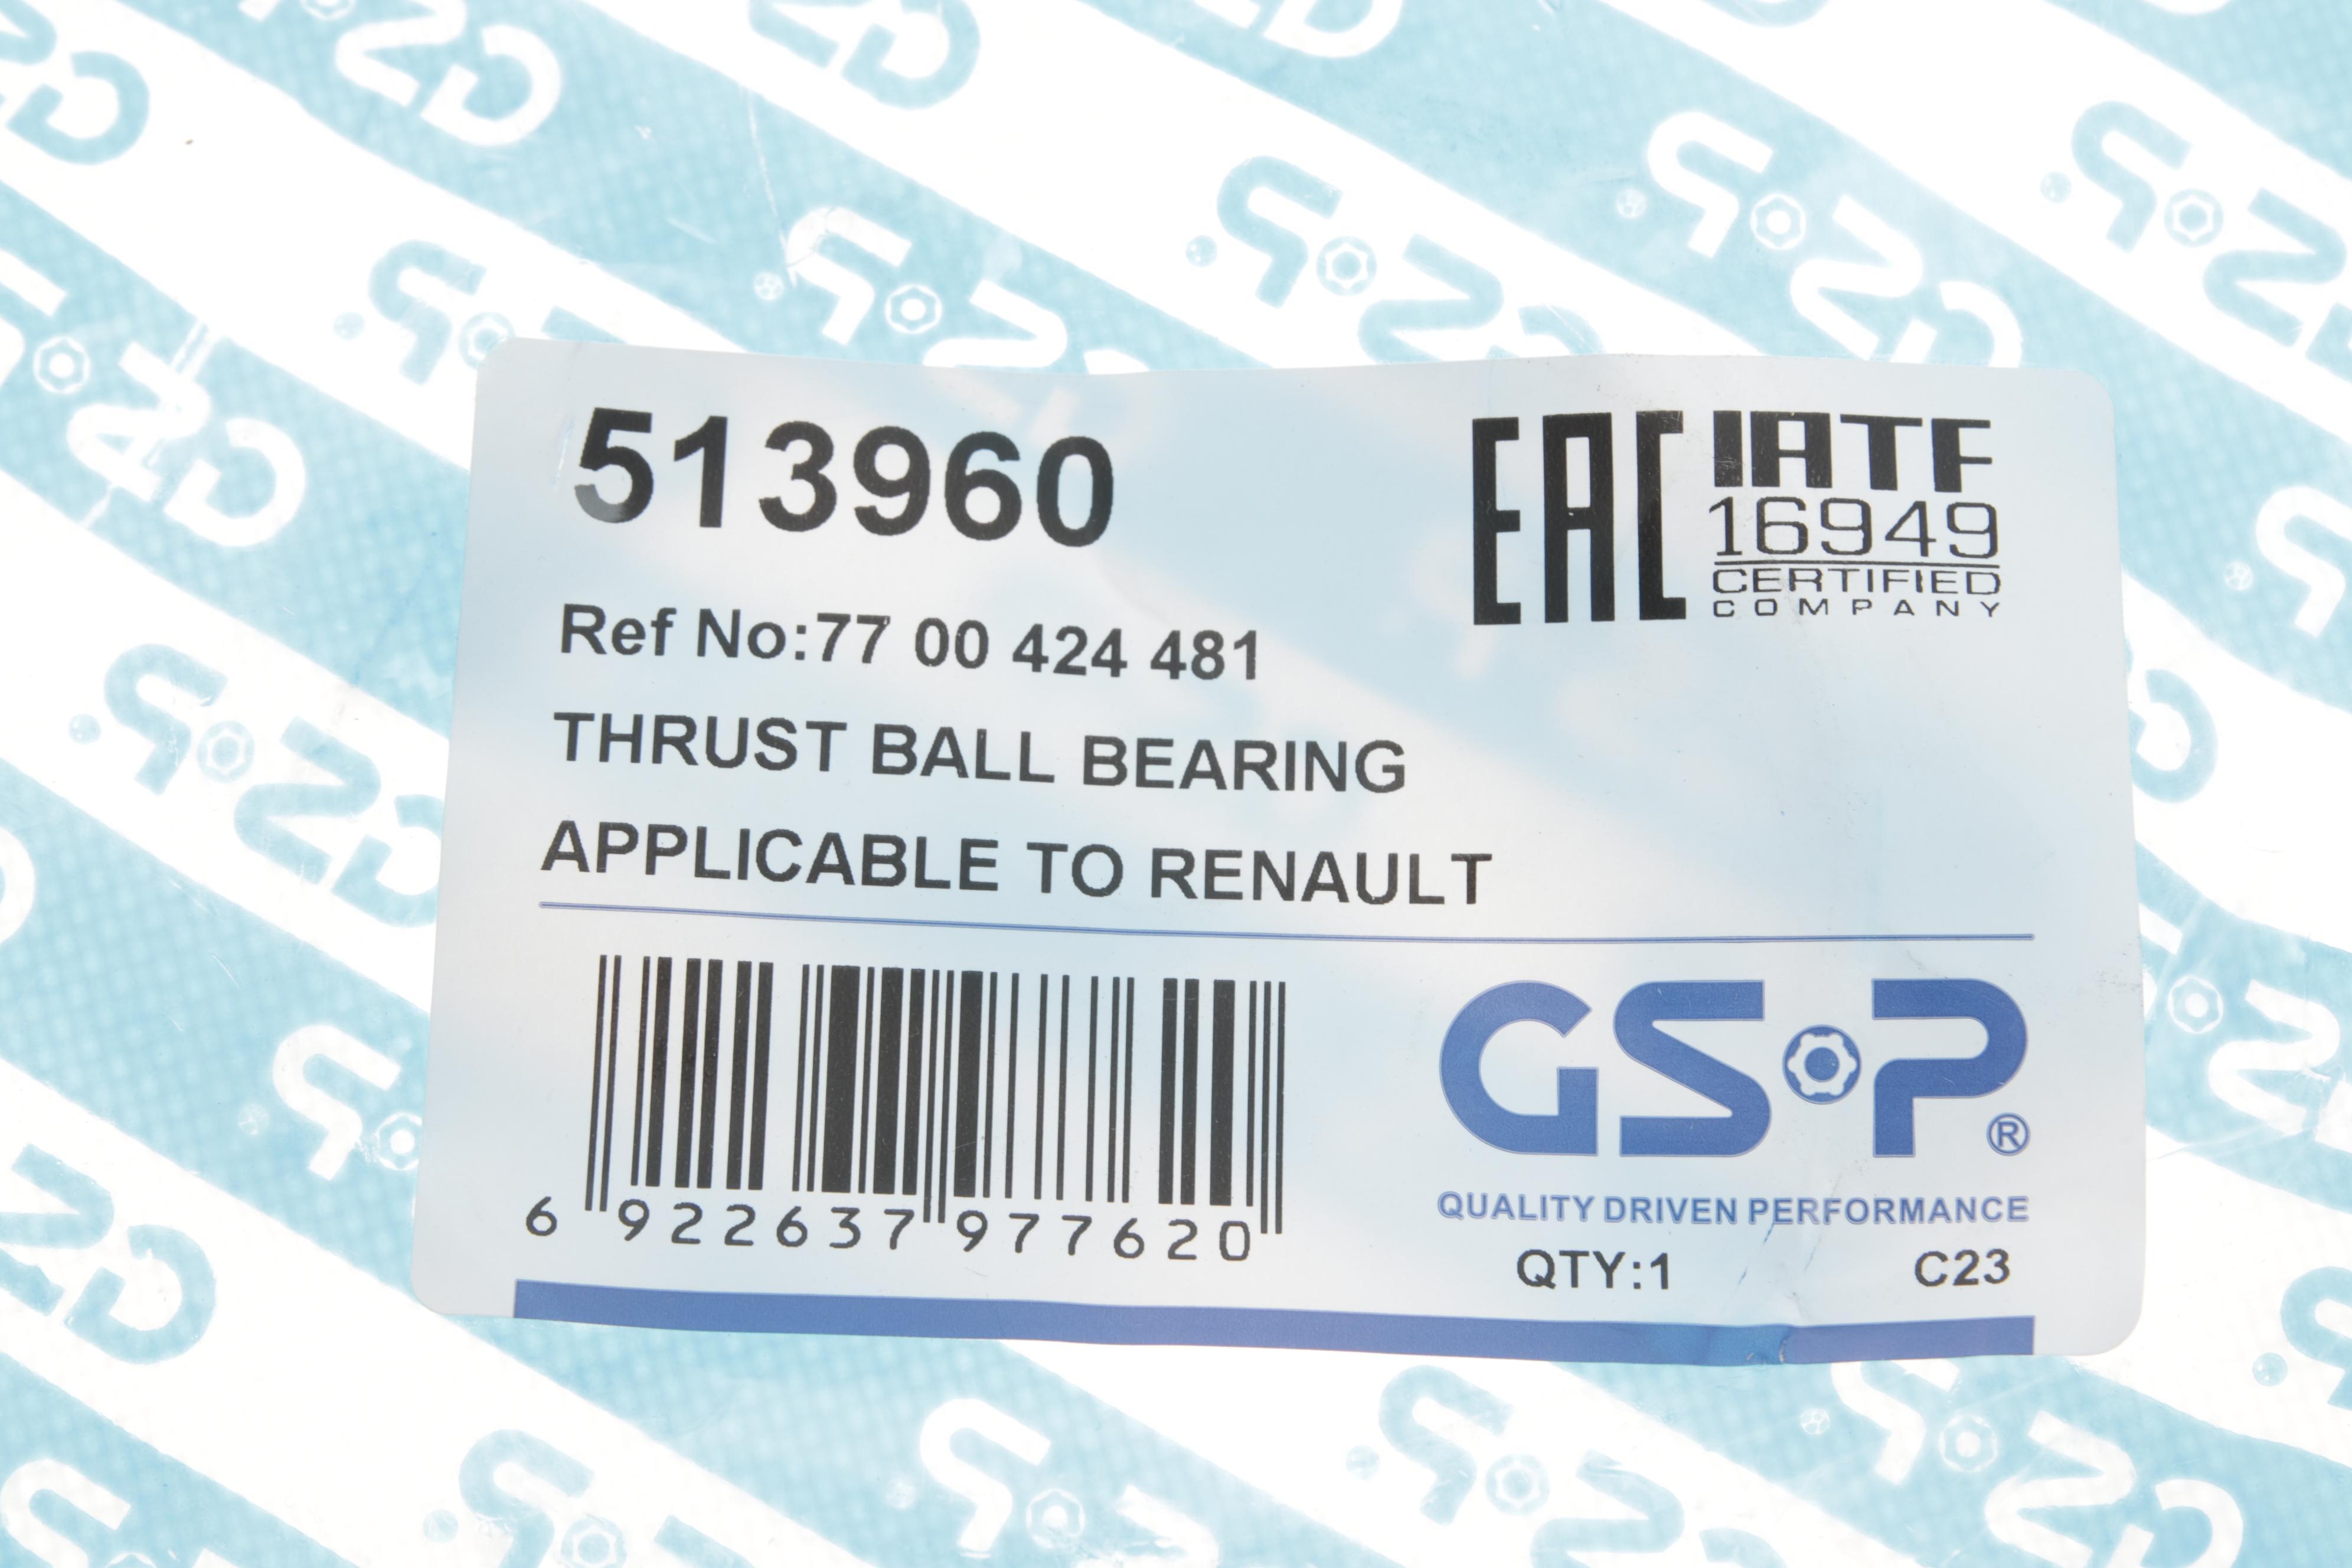 513960
EAC
IATF
16949
CERTIFIED
COMPANY
Ref No:77 00 424 481
THRUST BALL BEARING
APPLICABLE TO RENAULT
6 922637 977620
GSP®
QUALITY DRIVEN PERFORMANCE
QTY:1 C23